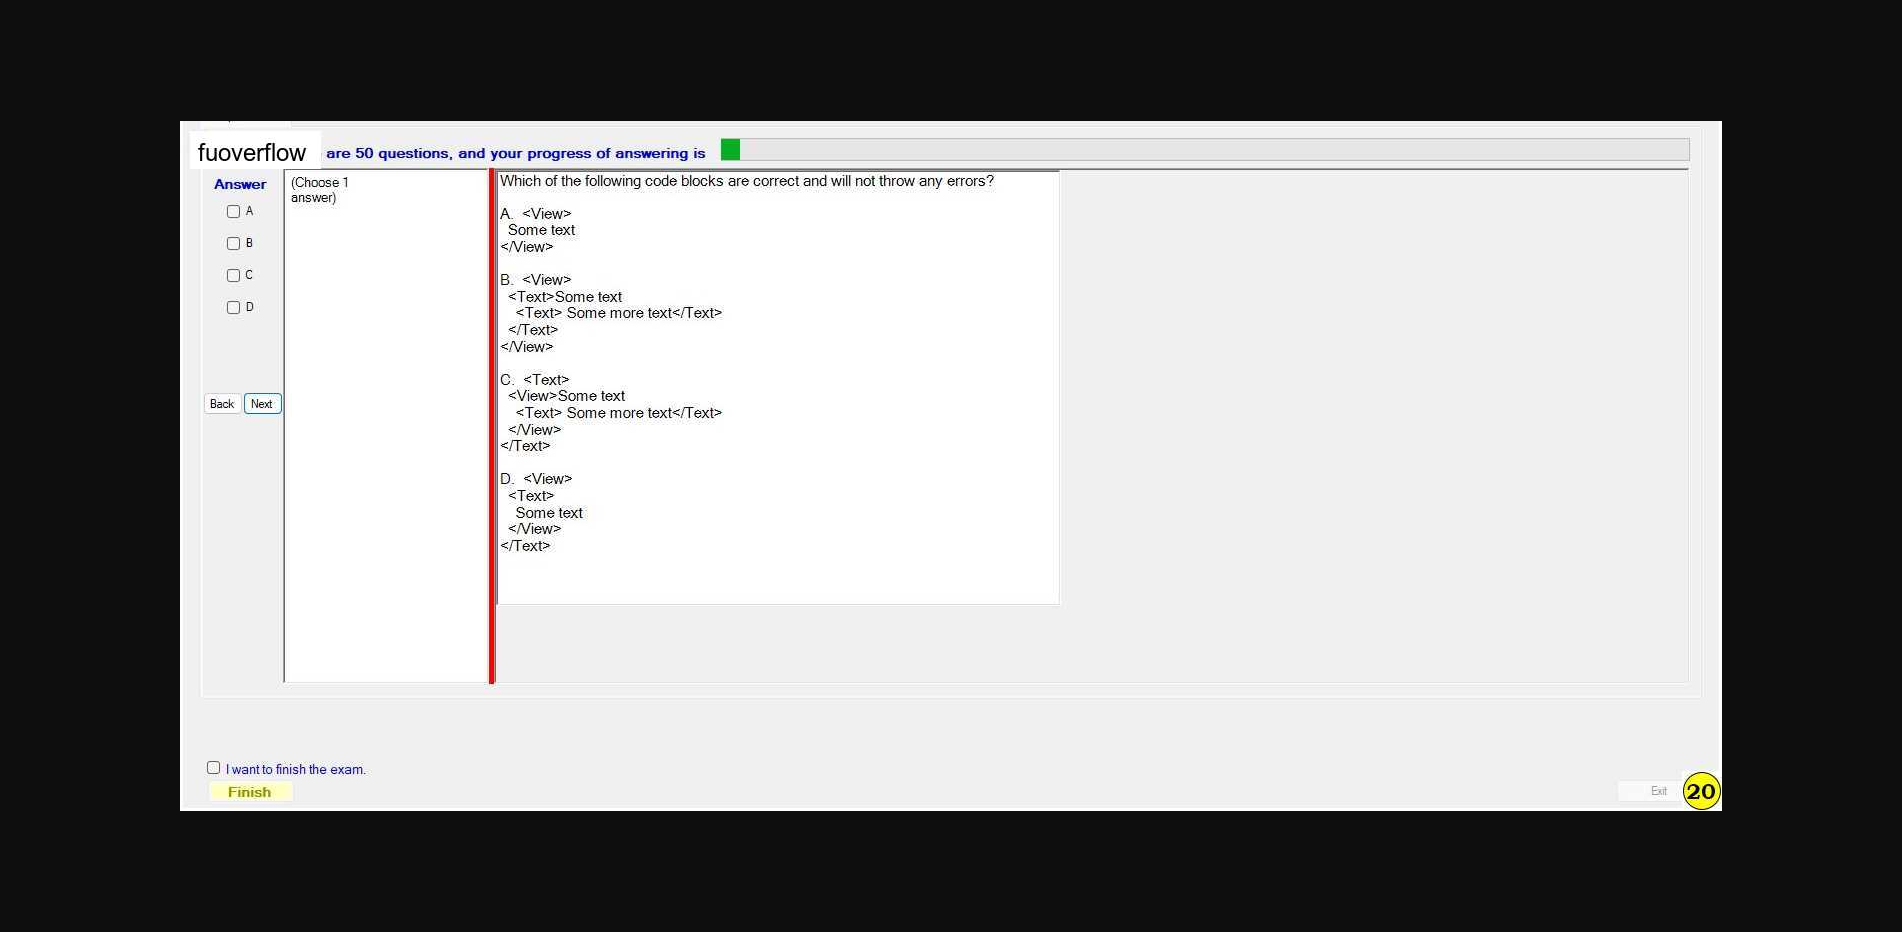 fuoverflow are 50 questions, and your progress of answering is
Answer
A
B
C
D
Back Next
(Choose 1
answer)
Which of the following code blocks are correct and will not throw any errors?
A. <View>
Some text
</View>
B. <View>
<Text>Some text
<Text> Some more text</Text>
</Text>
</View>
C. <Text>
<View>Some text
<Text> Some more text</Text>
</View>
</Text>
D. <View>
<Text>
Some text
</View>
</Text>
I want to finish the exam.
Finish
Exit
20